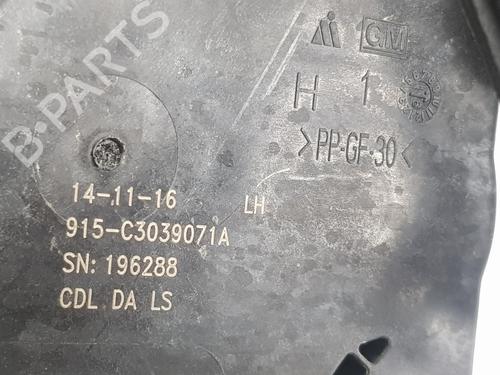 B-PARTS
GM
H 1
>PP-GF-30<
14-.11-16
LH
915-C3039071A
SN: 196288
CDL DA LS